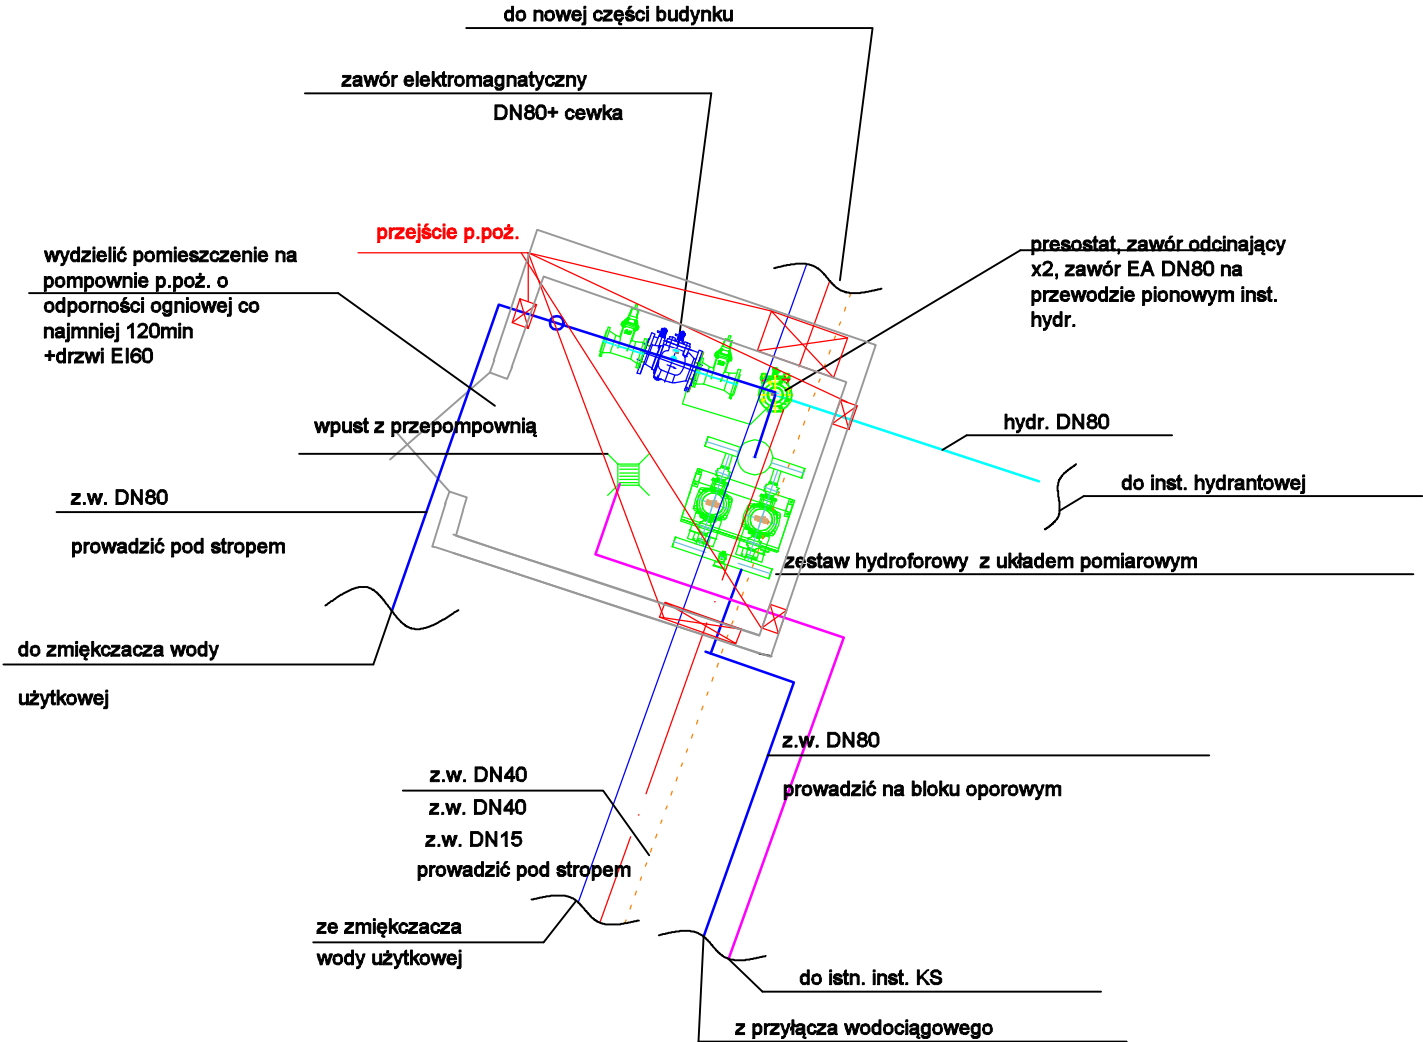 do nowej części budynku
zawór elektromagnatyczny
DN80+ cewka
przejście p.poż.
wydzielić pomieszczenie na
pompownie p.poż. o
odporności ogniowej co
najmniej 120min
+drzwi EI60
presostat, zawór odcinający
x2, zawór EA DN80 na
przewodzie pionowym inst.
hydr.
wpust z przepompownią
hydr. DN80
do inst. hydrantowej
z.w. DN80
prowadzić pod stropem
zestaw hydroforowy z układem pomiarowym
do zmiękczacza wody
użytkowej
z.w. DN80
prowadzić na bloku oporowym
z.w. DN40
z.w. DN40
z.w. DN15
prowadzić pod stropem
ze zmiękczacza
wody użytkowej
do istn. inst. KS
z przyłącza wodociągowego